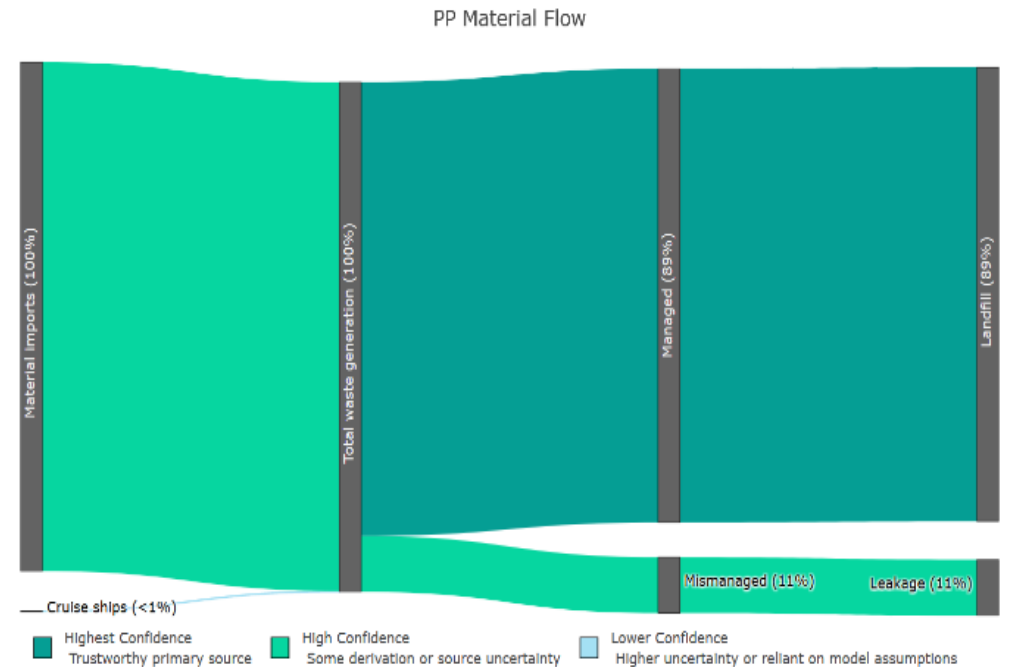 PP Material Flow
Material Imports (100%)
Total waste generation (100%)
Managed (89%)
Landfill (89%)
Mismanaged (11%)
Leakage (11%)
Cruise ships (<1%)
Highest Confidence
Trustworthy primary source
High Confidence
Some derivation or source uncertainty
Lower Confidence
Higher uncertainty or reliant on model assumptions